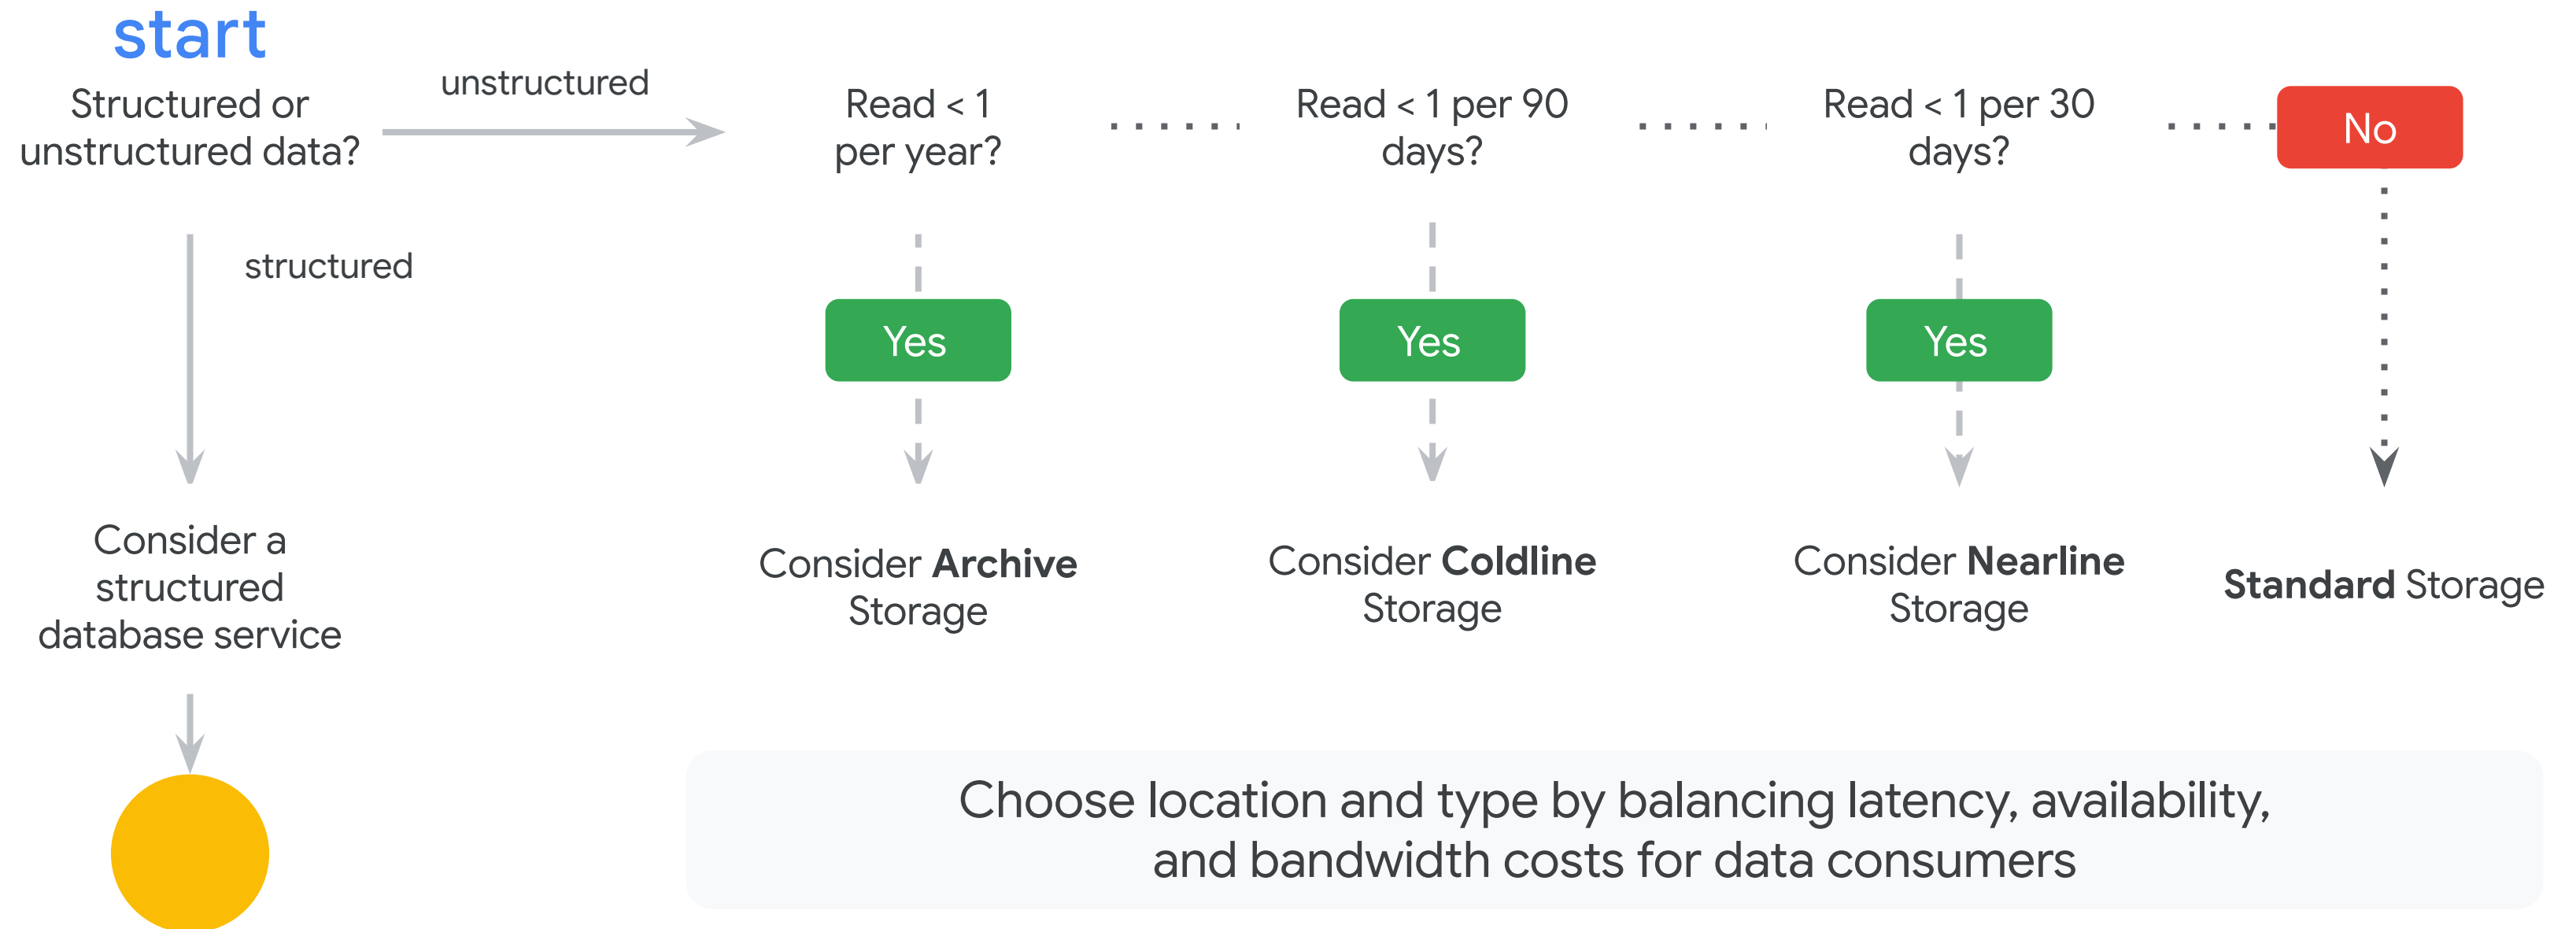 start
Structured or
unstructured data?
unstructured
structured
Consider a
structured
database service
Read < 1
per year?
Yes
Consider Archive
Storage
Read < 1 per 90
days?
Yes
Consider Coldline
Storage
Read < 1 per 30
days?
Yes
Consider Nearline
Storage
No
Standard Storage
Choose location and type by balancing latency, availability,
and bandwidth costs for data consumers